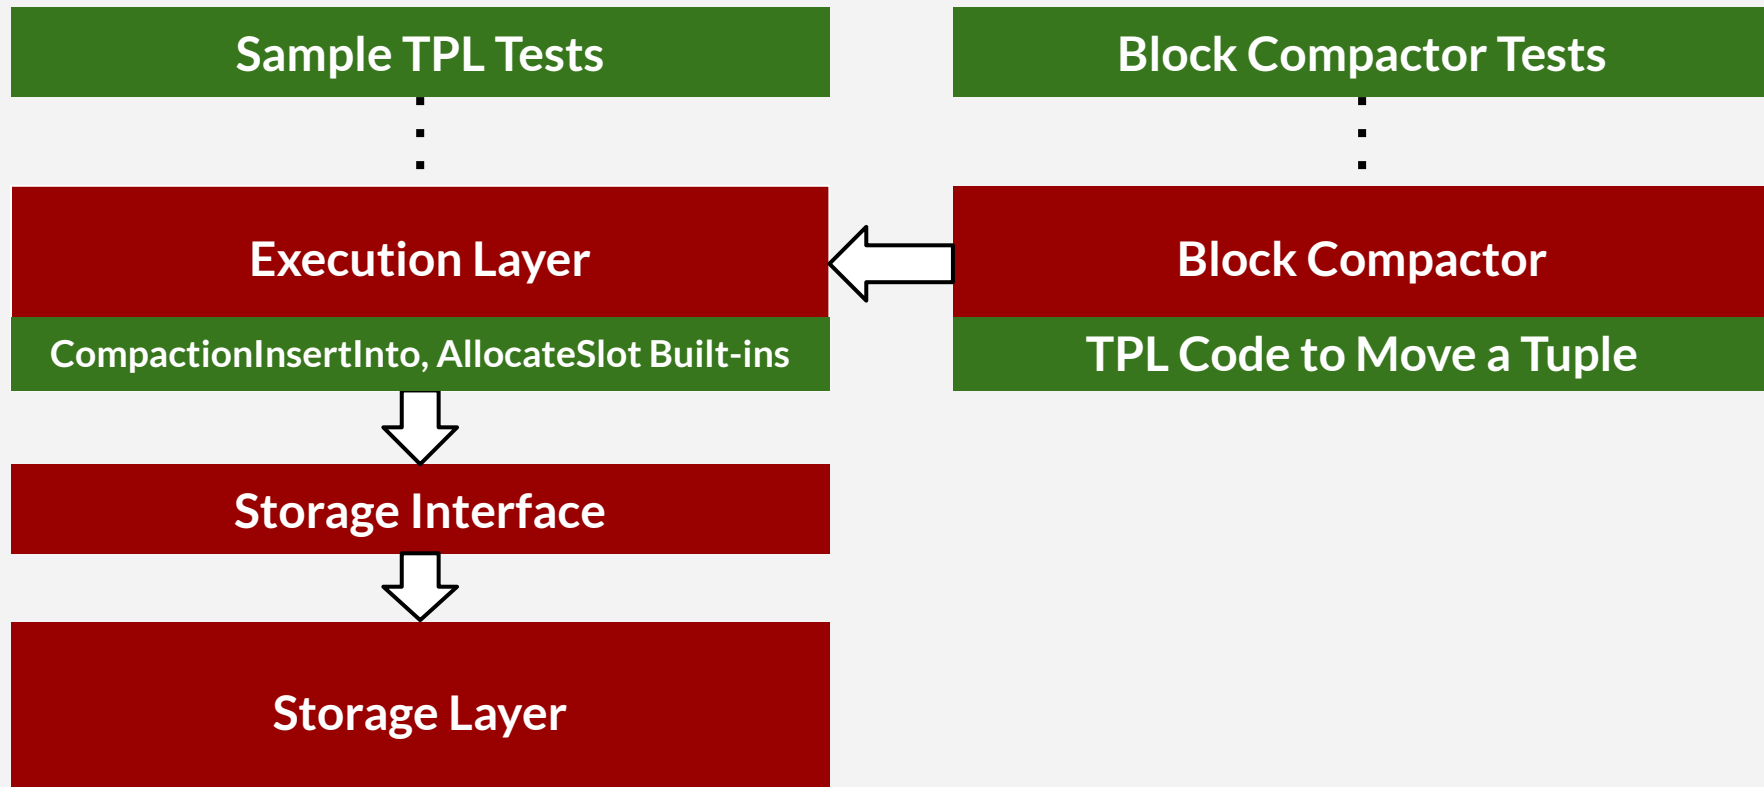 Sample TPL Tests
Block Compactor Tests
Execution Layer
Block Compactor
CompactionInsertInto, AllocateSlot Built-ins
TPL Code to Move a Tuple
Storage Interface
Storage Layer